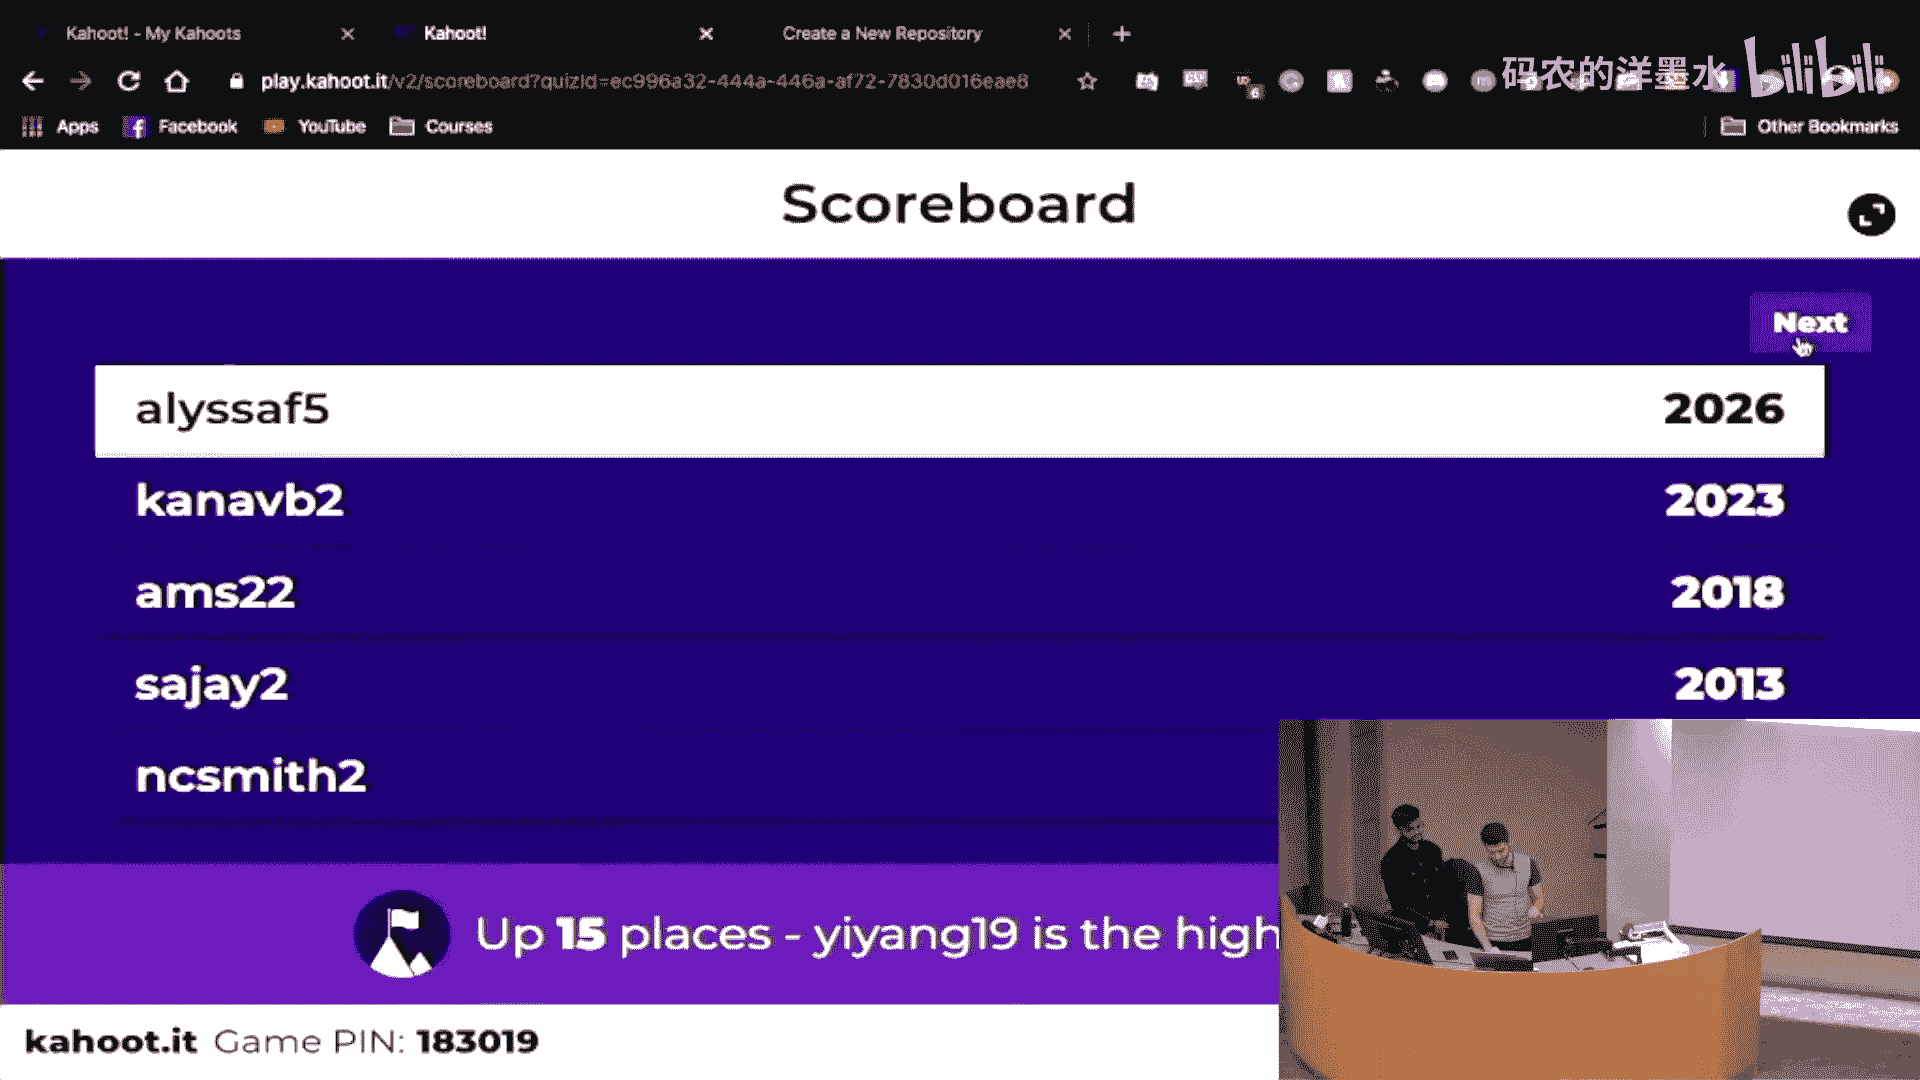 Kahoot! - My Kahoots
Kahoot!
Create a New Repository
play.kahoot.it/v2/scoreboard?quizId=ec996a32-444a-446a-af72-7830d016eae8
码农的洋墨水
bilibili
Apps
Facebook
YouTube
Courses
Other Bookmarks
Scoreboard
Next
alyssaf5 2026
kanavb2 2023
ams22 2018
sajay2 2013
ncsmith2
Up 15 places - yiyang19 is the high
kahoot.it Game PIN: 183019